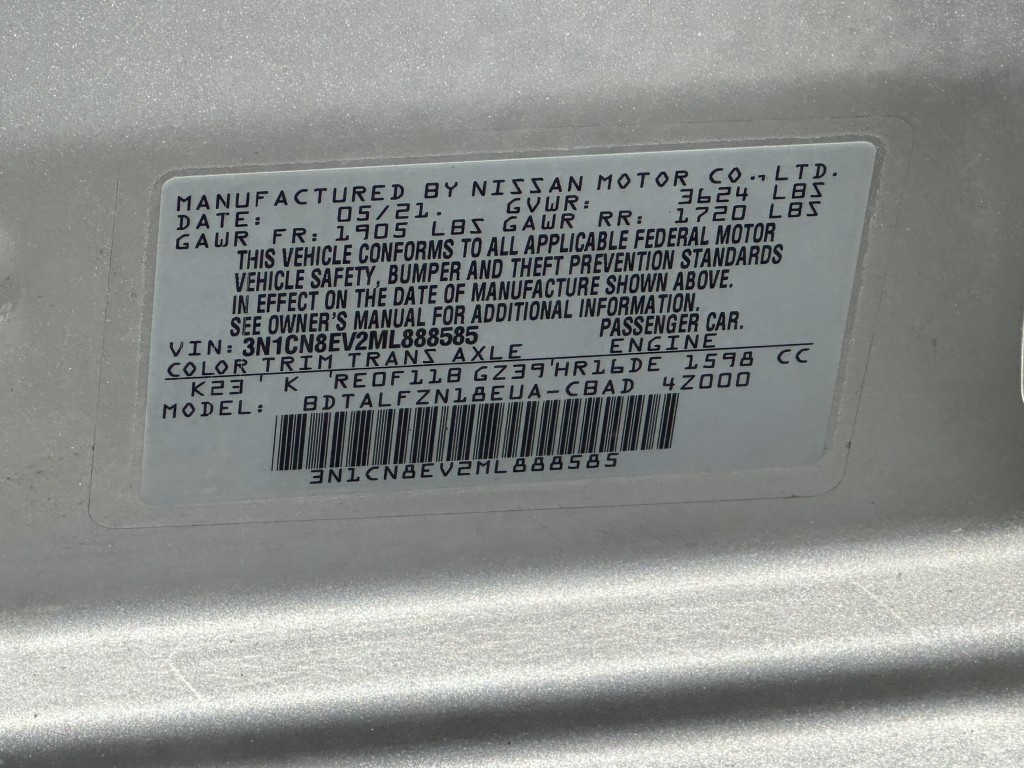 MANUFACTURED BY NISSAN MOTOR CO.,LTD.
DATE: 05/21. GVWR: 3624 LBS
GAWR FR: 1905 LBS GAWR RR: 1720 LBS
THIS VEHICLE CONFORMS TO ALL APPLICABLE FEDERAL MOTOR
VEHICLE SAFETY, BUMPER AND THEFT PREVENTION STANDARDS
IN EFFECT ON THE DATE OF MANUFACTURE SHOWN ABOVE.
SEE OWNER'S MANUAL FOR ADDITIONAL INFORMATION.
VIN: 3N1CN8EV2ML888585 PASSENGER CAR.
COLOR TRIM TRANS AXLE ENGINE
K23 ' K 'RE0F11B GZ39'HR16DE 1598 CC
MODEL: BDTALFZN18EUA-CBAD 4Z000
3N1CN8EV2ML888585